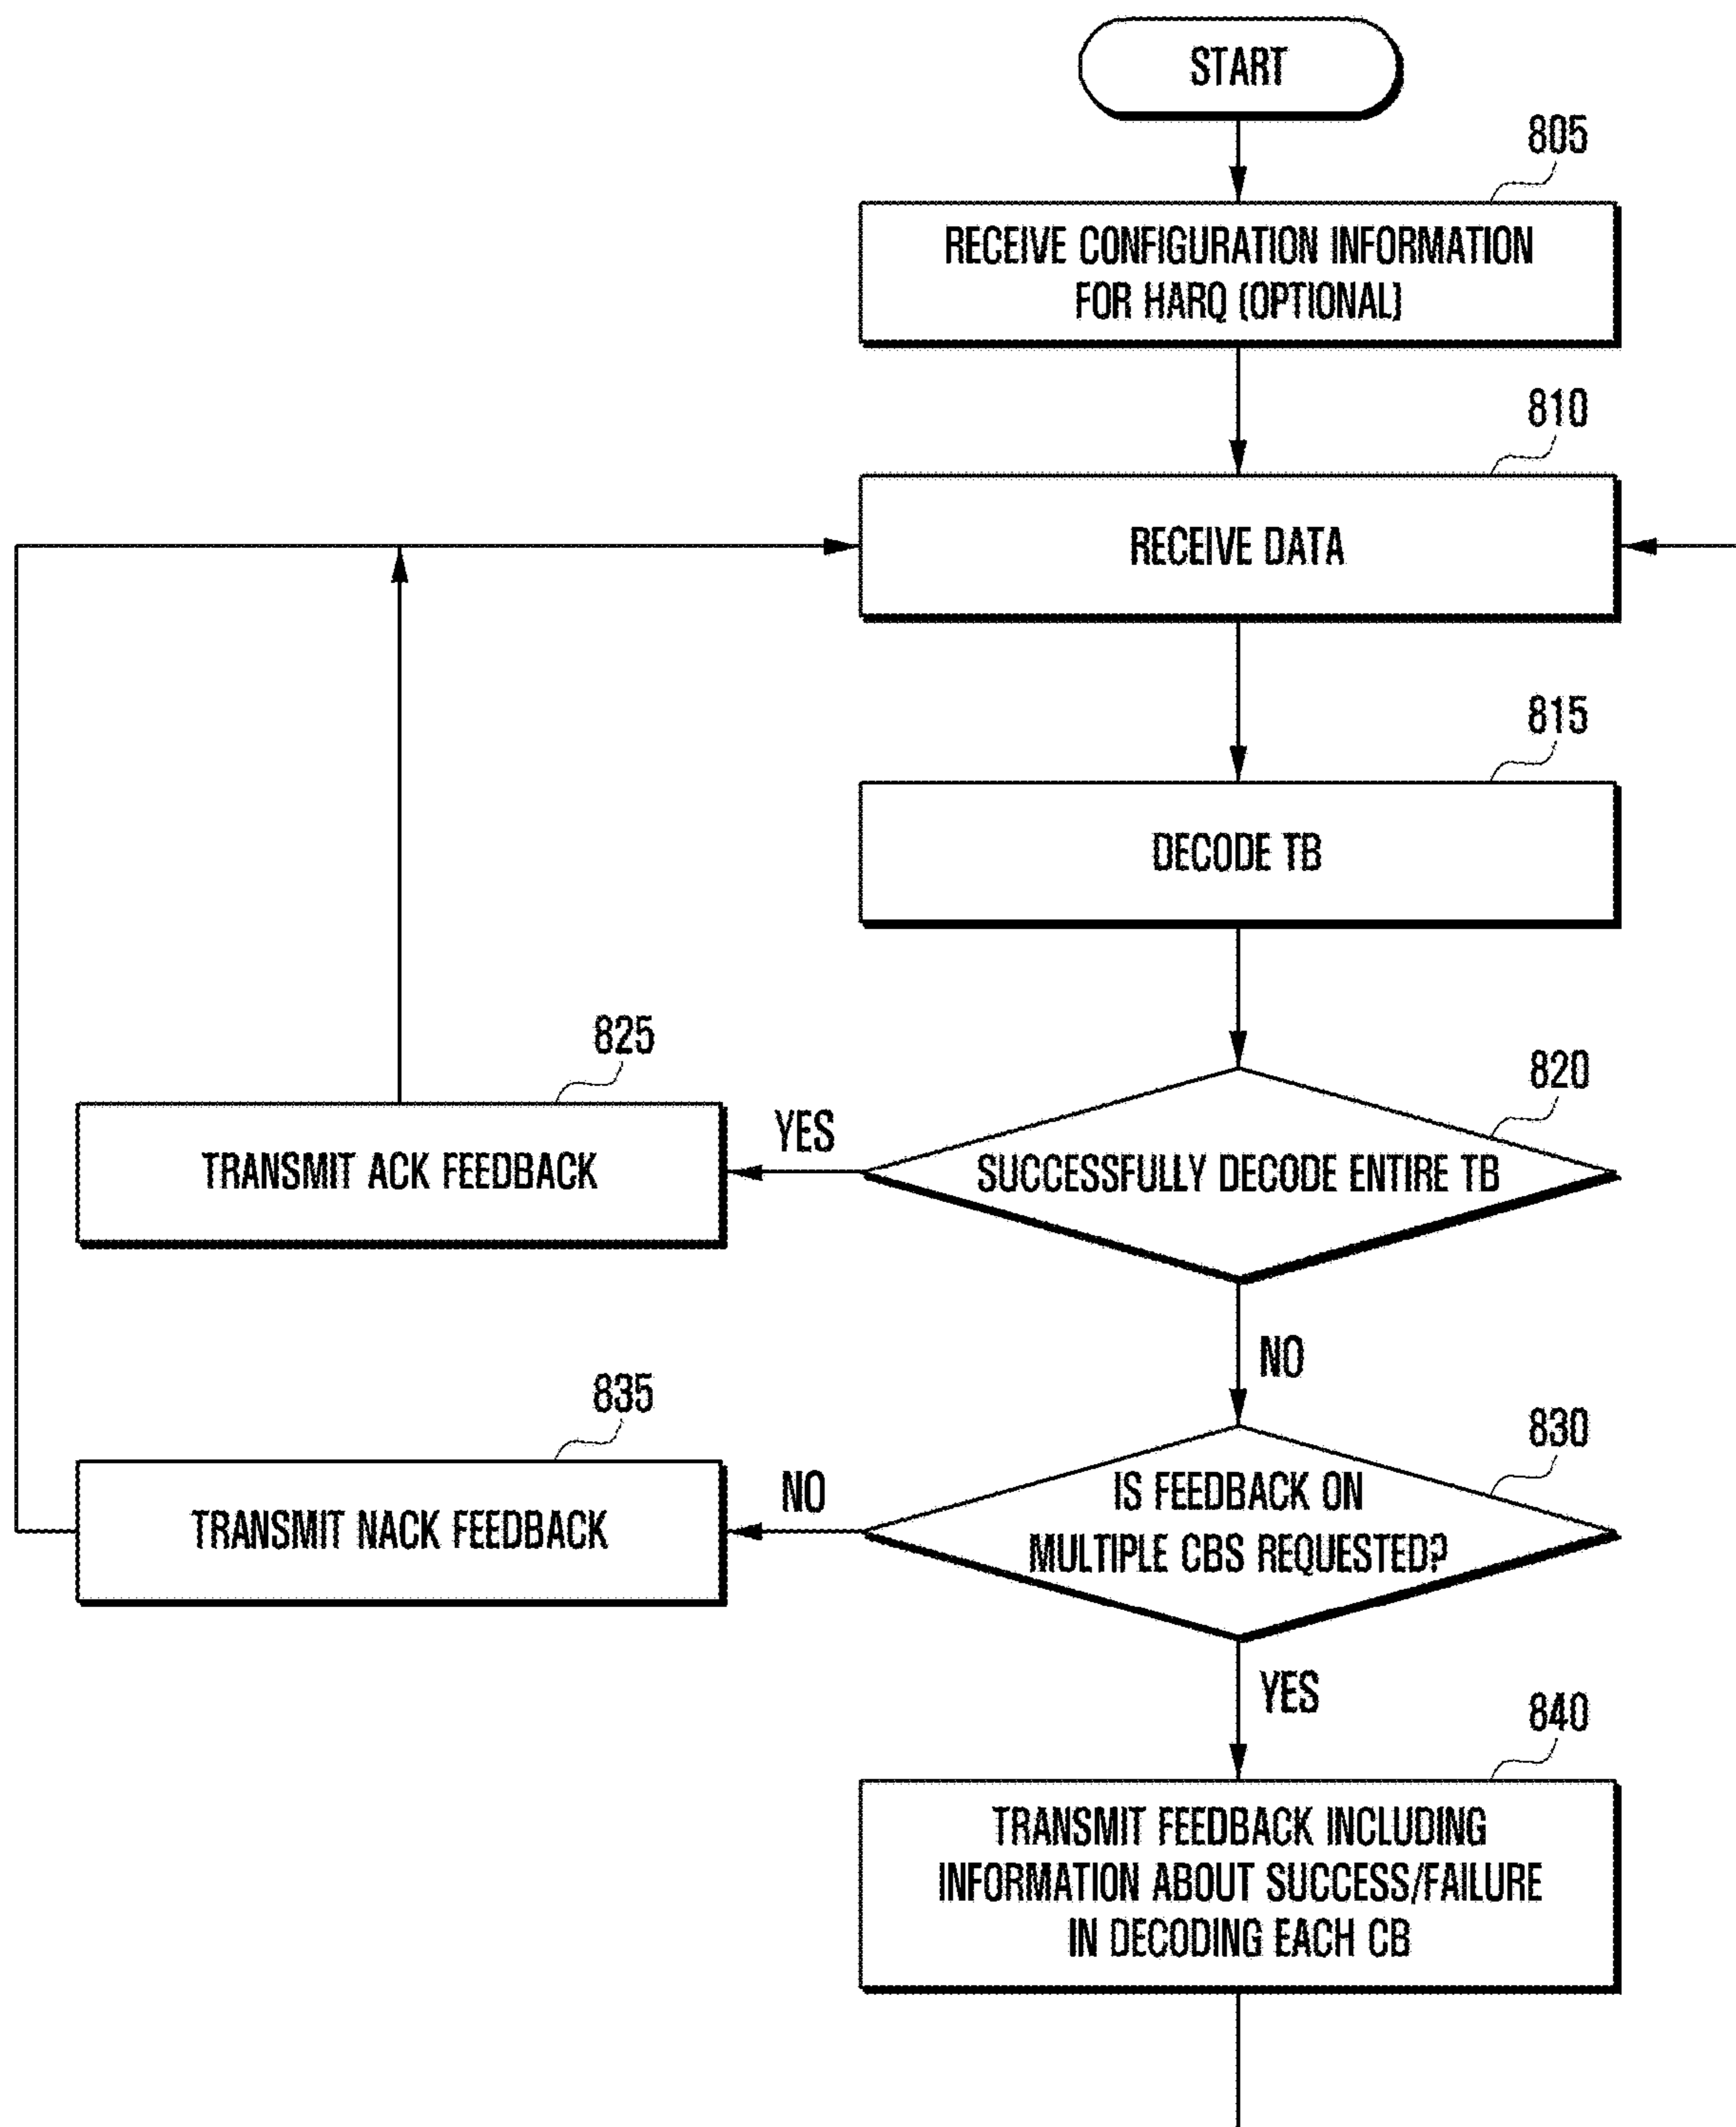 START
805
RECEIVE CONFIGURATION INFORMATION
FOR HARQ (OPTIONAL)
810
RECEIVE DATA
815
DECODE TB
825
820
TRANSMIT ACK FEEDBACK
YES
SUCCESSFULLY DECODE ENTIRE TB
NO
835
830
TRANSMIT NACK FEEDBACK
NO
IS FEEDBACK ON
MULTIPLE CBS REQUESTED?
YES
840
TRANSMIT FEEDBACK INCLUDING
INFORMATION ABOUT SUCCESS/FAILURE
IN DECODING EACH CB